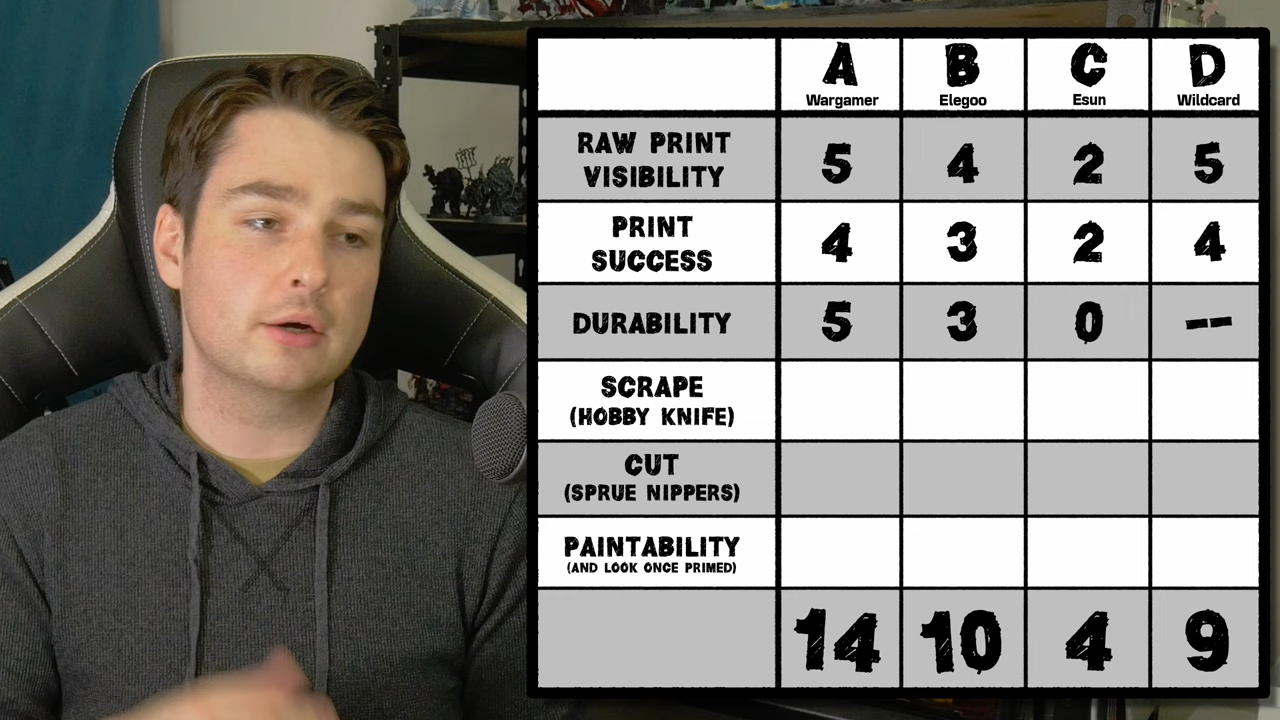 A B C D
Wargamer Elegoo Esun Wildcard
RAW PRINT
VISIBILITY 5 4 2 5
PRINT
SUCCESS 4 3 2 4
DURABILITY 5 3 0 --
SCRAPE
(HOBBY KNIFE)
CUT
(SPRUE NIPPERS)
PAINTABILITY
(AND LOOK ONCE PRIMED)
14 10 4 9